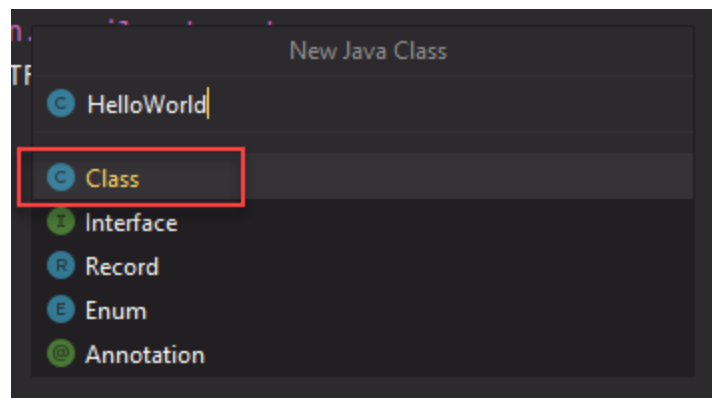 New Java Class
C HelloWorld
C Class
I Interface
R Record
E Enum
@ Annotation